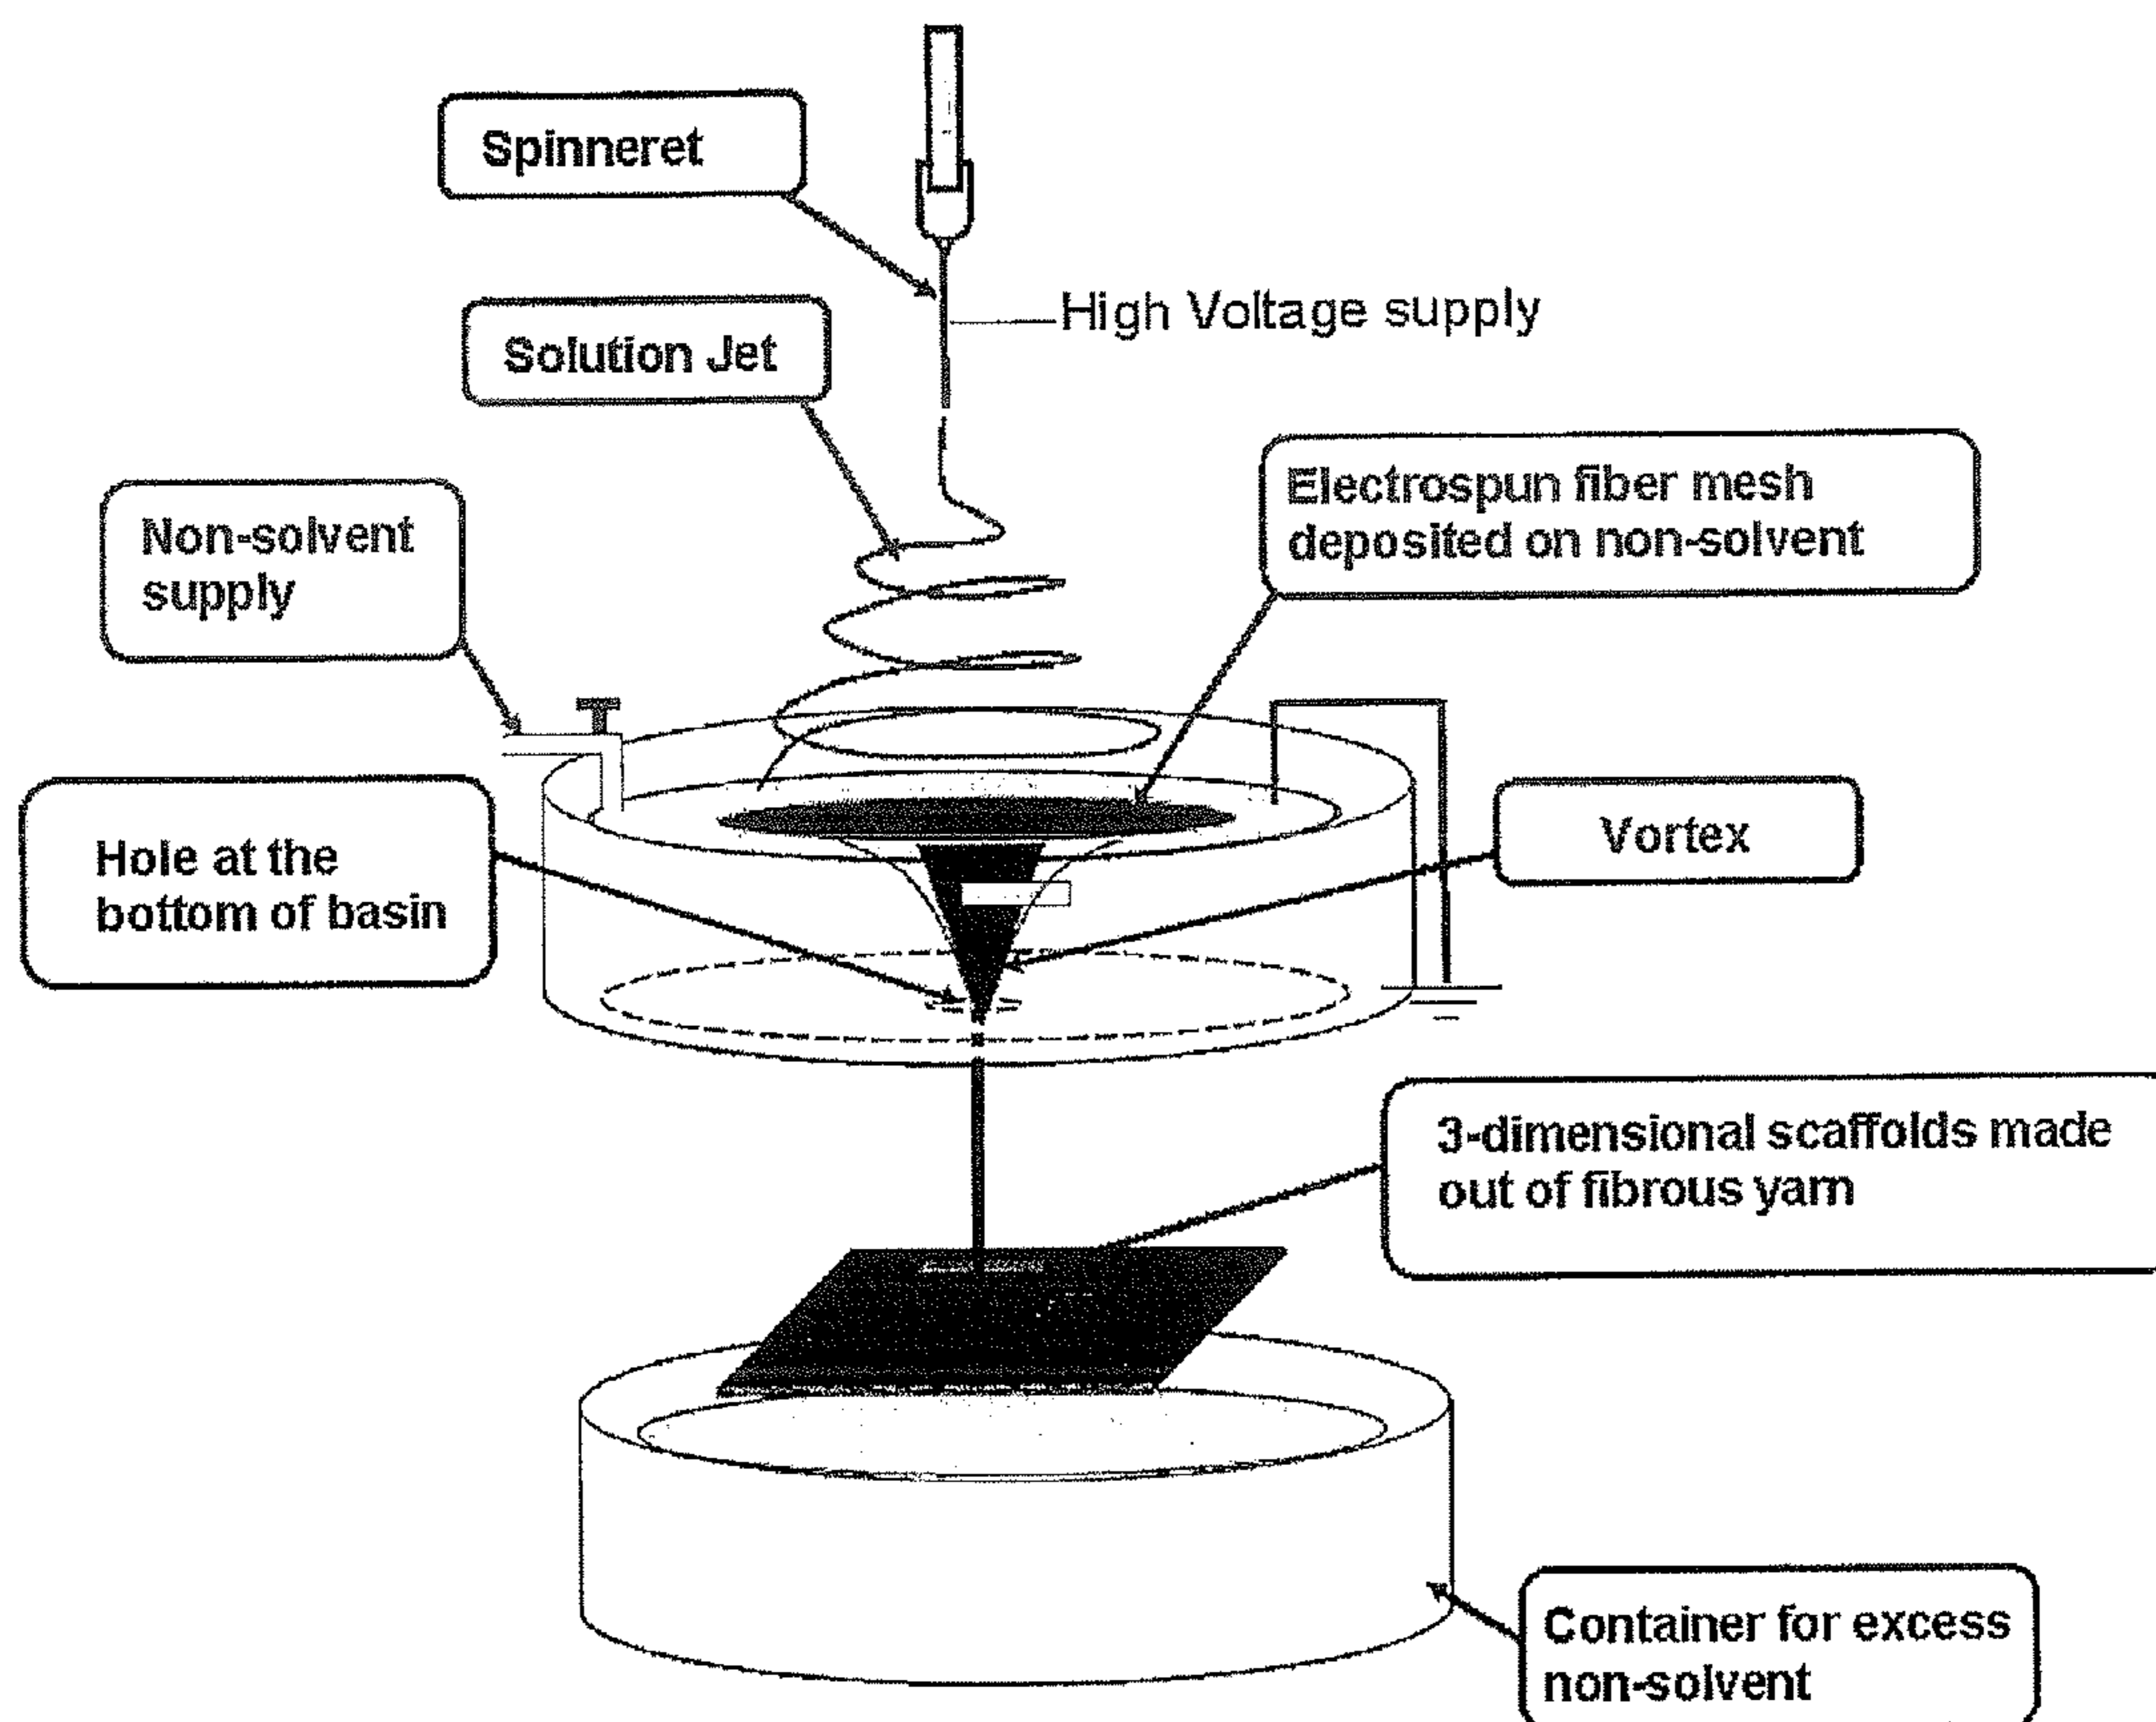 Spinneret
High Voltage supply
Solution Jet
Electrospun fiber mesh
deposited on non-solvent
Non-solvent
supply
Hole at the
bottom of basin
Vortex
3-dimensional scaffolds made
out of fibrous yarn
Container for excess
non-solvent